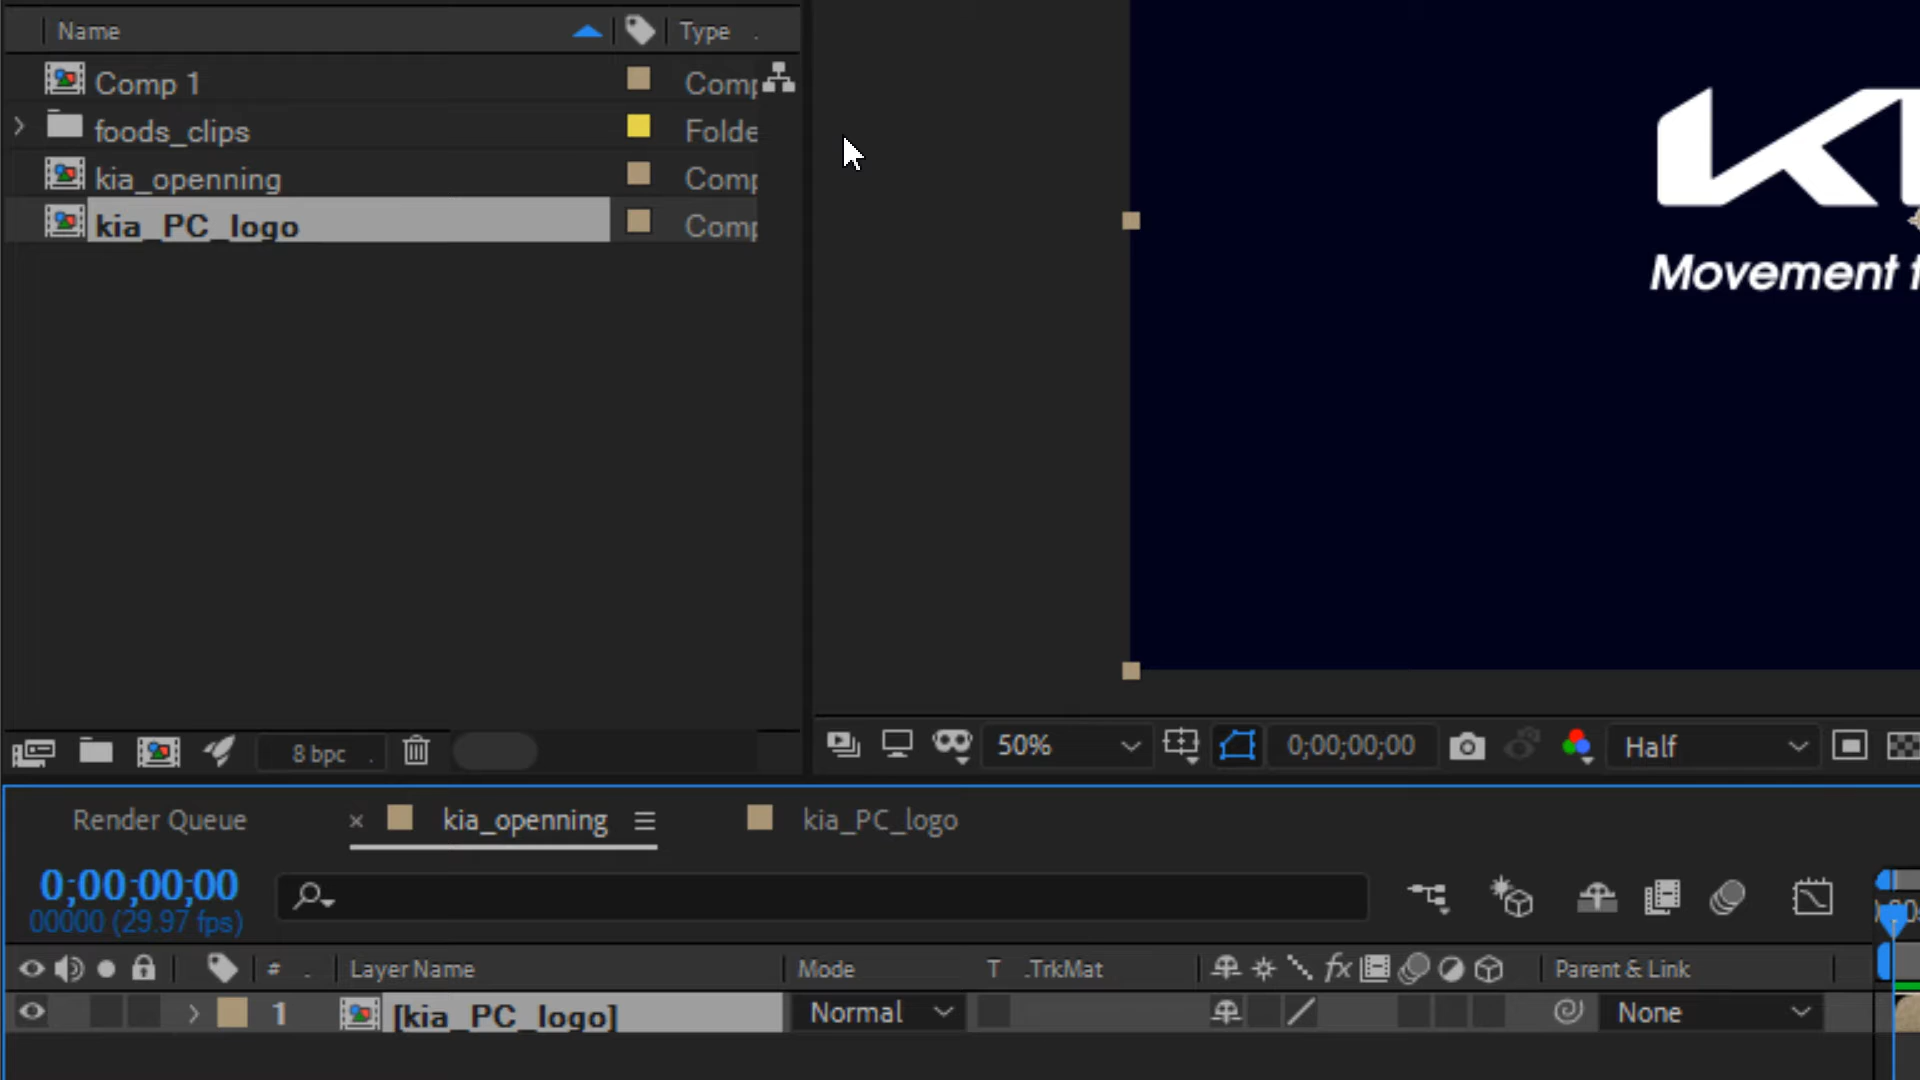 Name Type .
Comp 1 Comp
foods_clips Folde
kia_openning Comp
kia_PC_logo Comp
Movement f
8 bpc .
50% 0;00;00;00 Half
Render Queue × kia_openning kia_PC_logo
0;00;00;00
00000 (29.97 fps)
# . Layer Name Mode T .TrkMat fx Parent & Link
1 [kia_PC_logo] Normal None